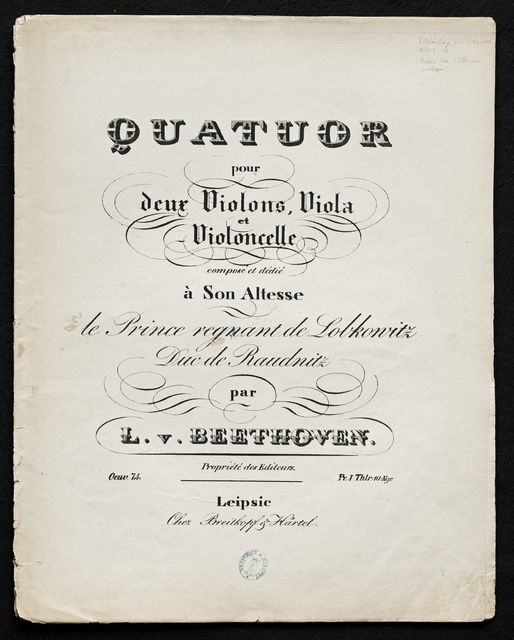 QUATUOR
pour
deux Violons, Viola
et
Violoncelle
composé et dédié
à Son Altesse
le Prince regnant de Lobkowitz
Duc de Raudnitz
par
L. v. BEETHOVEN.
Propriété des Editeurs.
Oeuv. 74. Pr. 1 Thlr. 10 Ngr
Leipsic
Chez Breitkopf & Härtel.